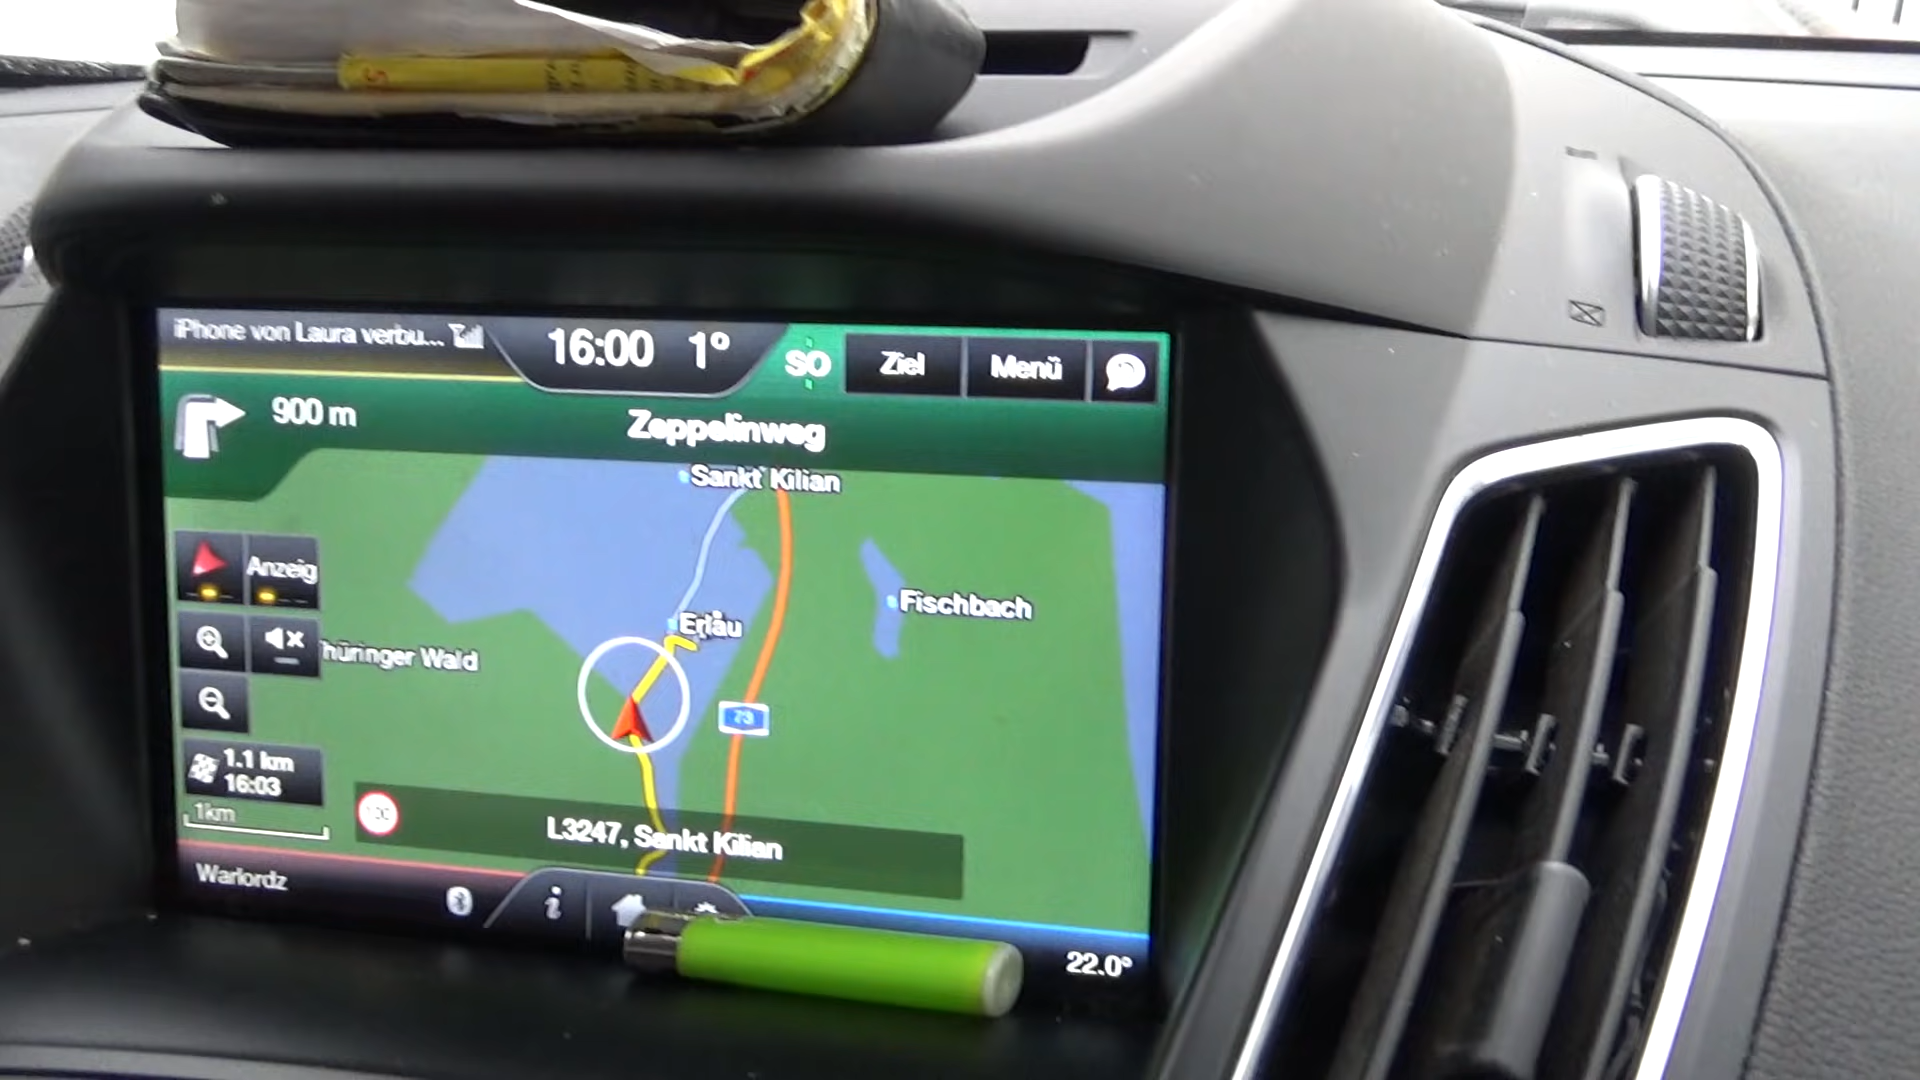 iPhone von Laura verbu...
16:00 1°
SO
Ziel
Menü
900 m
Zeppelinweg
Sankt Kilian
Anzeig
Fischbach
Erlau
hüringer Wald
73
1.1 km
16:03
1km
100
L3247, Sankt Kilian
Warlordz
i
22.0°